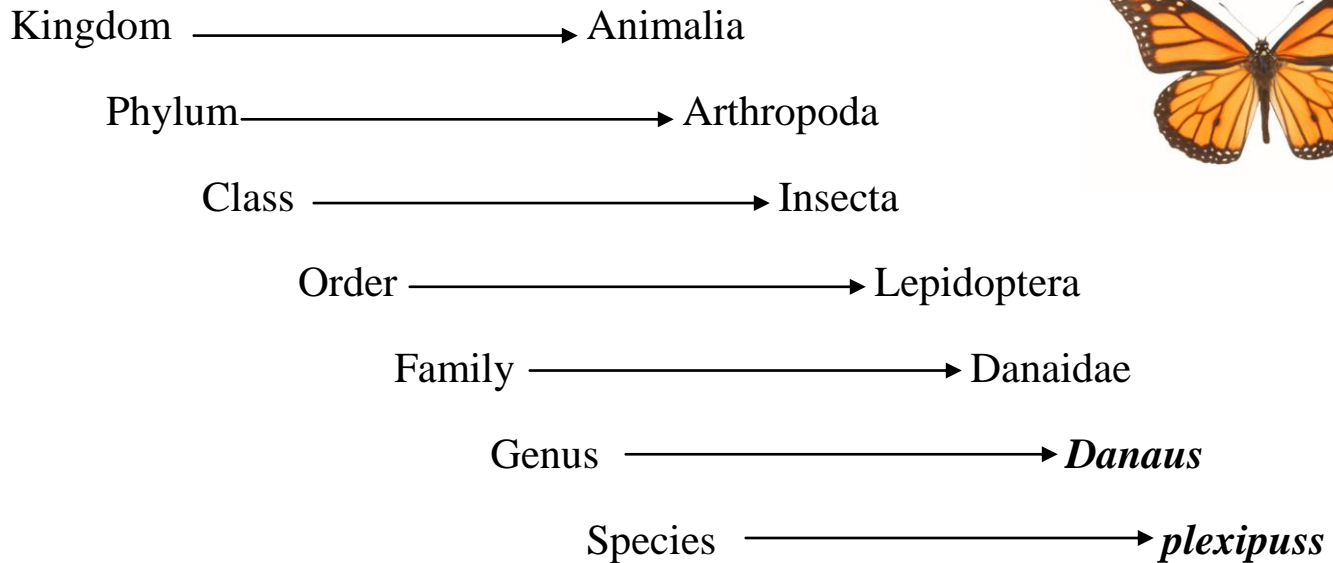 Kingdom Animalia
Phylum Arthropoda
Class Insecta
Order Lepidoptera
Family Danaidae
Genus Danaus
Species plexipuss